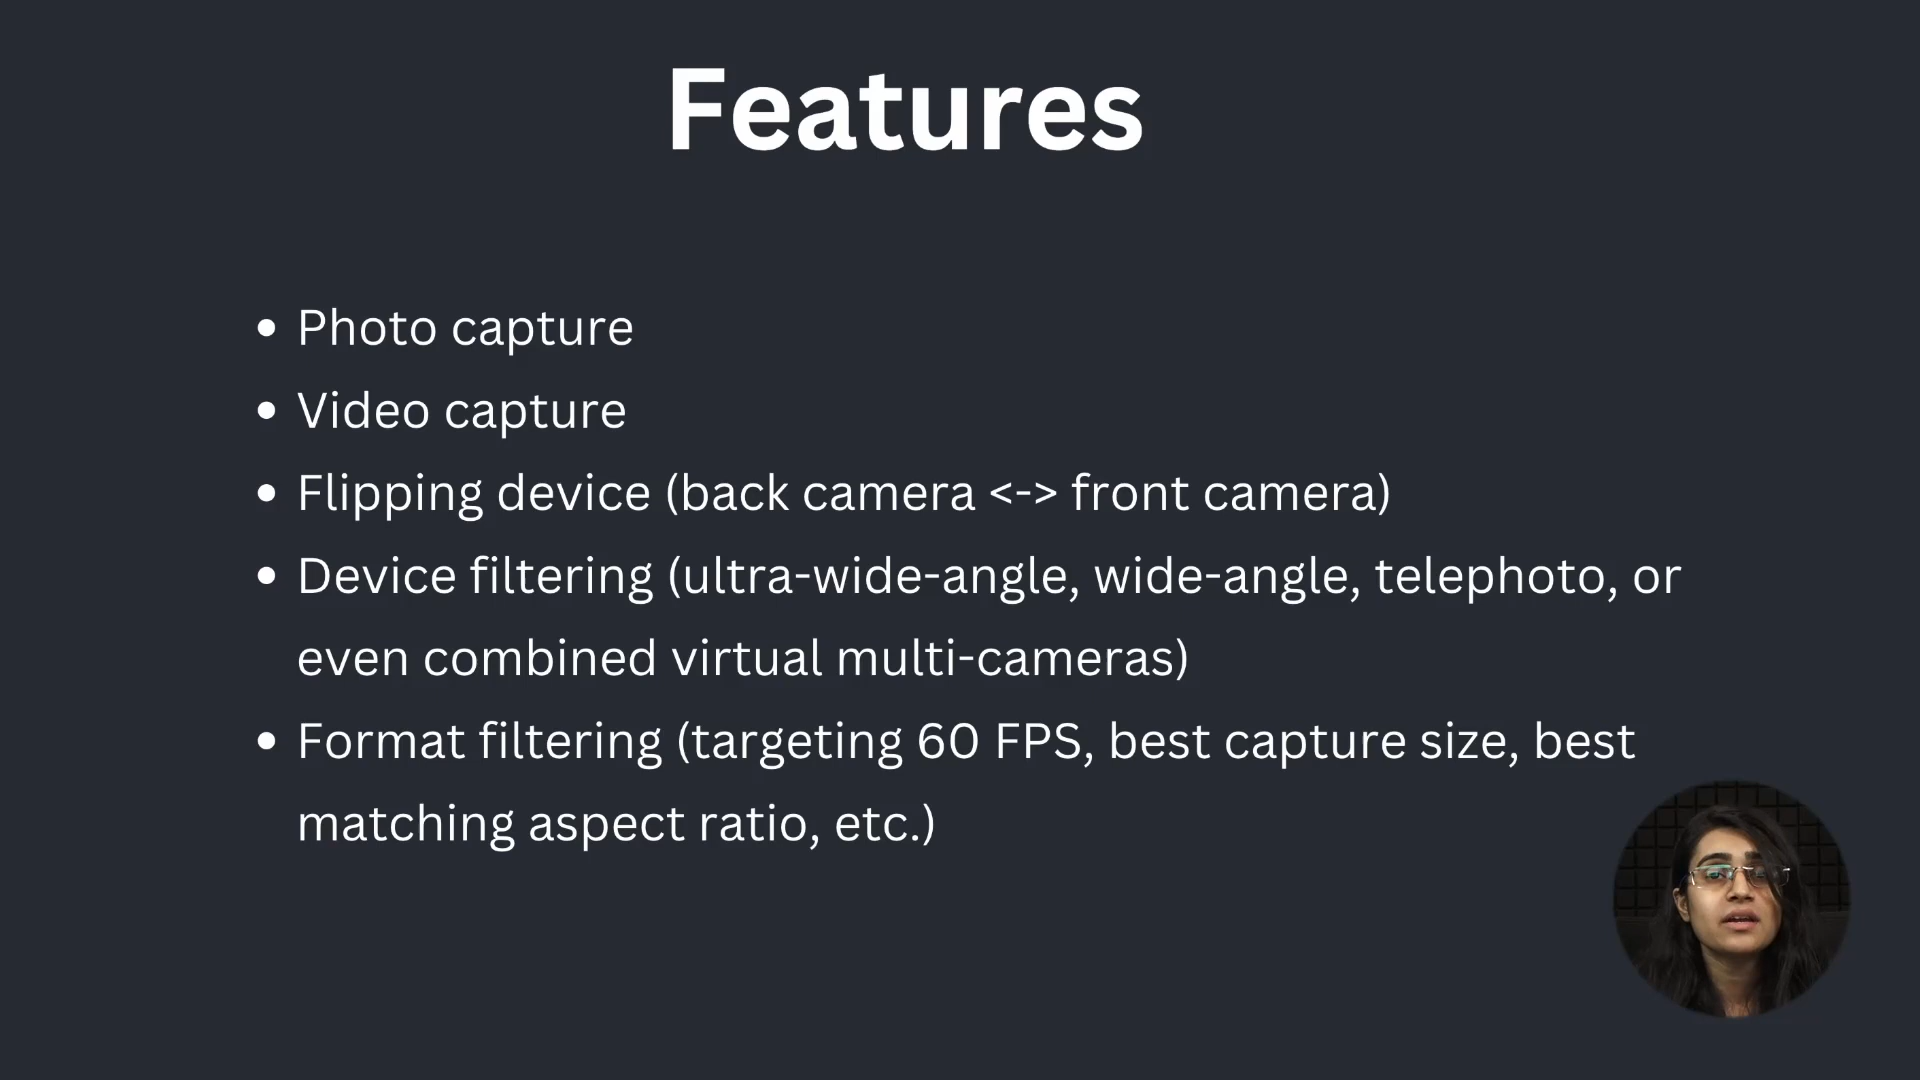 Features
• Photo capture
• Video capture
• Flipping device (back camera <-> front camera)
• Device filtering (ultra-wide-angle, wide-angle, telephoto, or
even combined virtual multi-cameras)
• Format filtering (targeting 60 FPS, best capture size, best
matching aspect ratio, etc.)